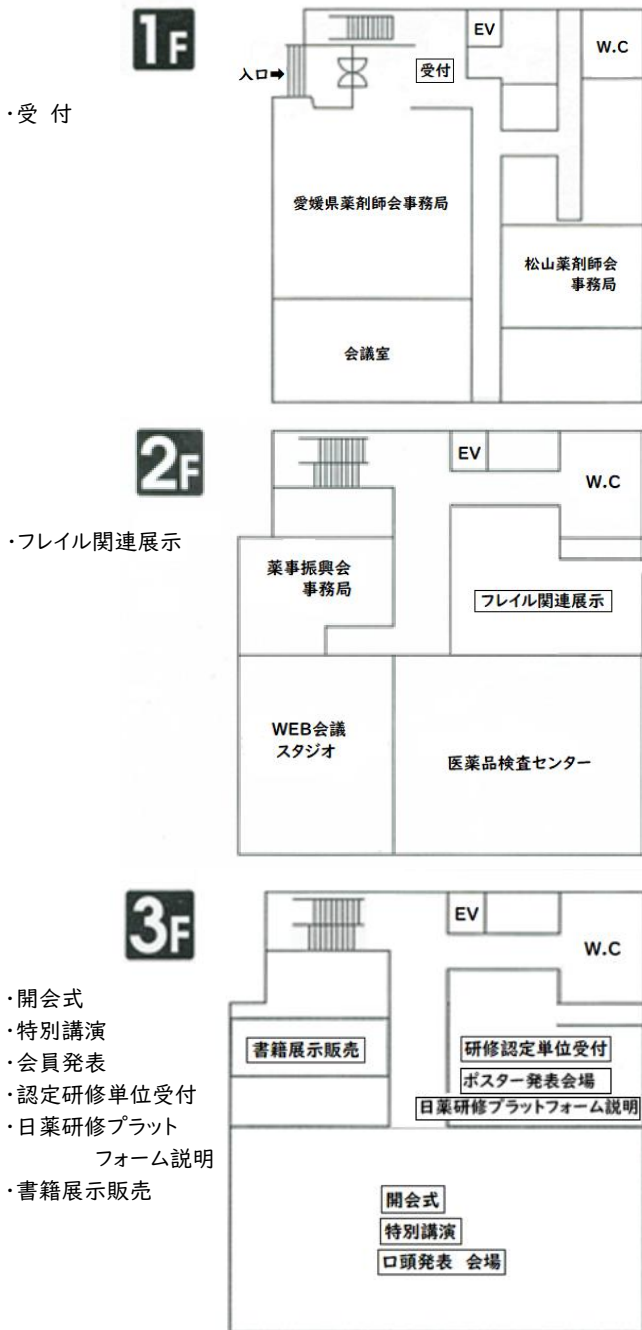 1F
EV
W.C
入口➡
受付
・受 付
愛媛県薬剤師会事務局
松山薬剤師会
事務局
会議室
2F
EV
W.C
・フレイル関連展示
薬事振興会
事務局
フレイル関連展示
WEB会議
スタジオ
医薬品検査センター
3F
EV
W.C
・開会式
・特別講演
・会員発表
・認定研修単位受付
・日薬研修プラット
フォーム説明
・書籍展示販売
書籍展示販売
研修認定単位受付
ポスター発表会場
日薬研修プラットフォーム説明
開会式
特別講演
口頭発表 会場